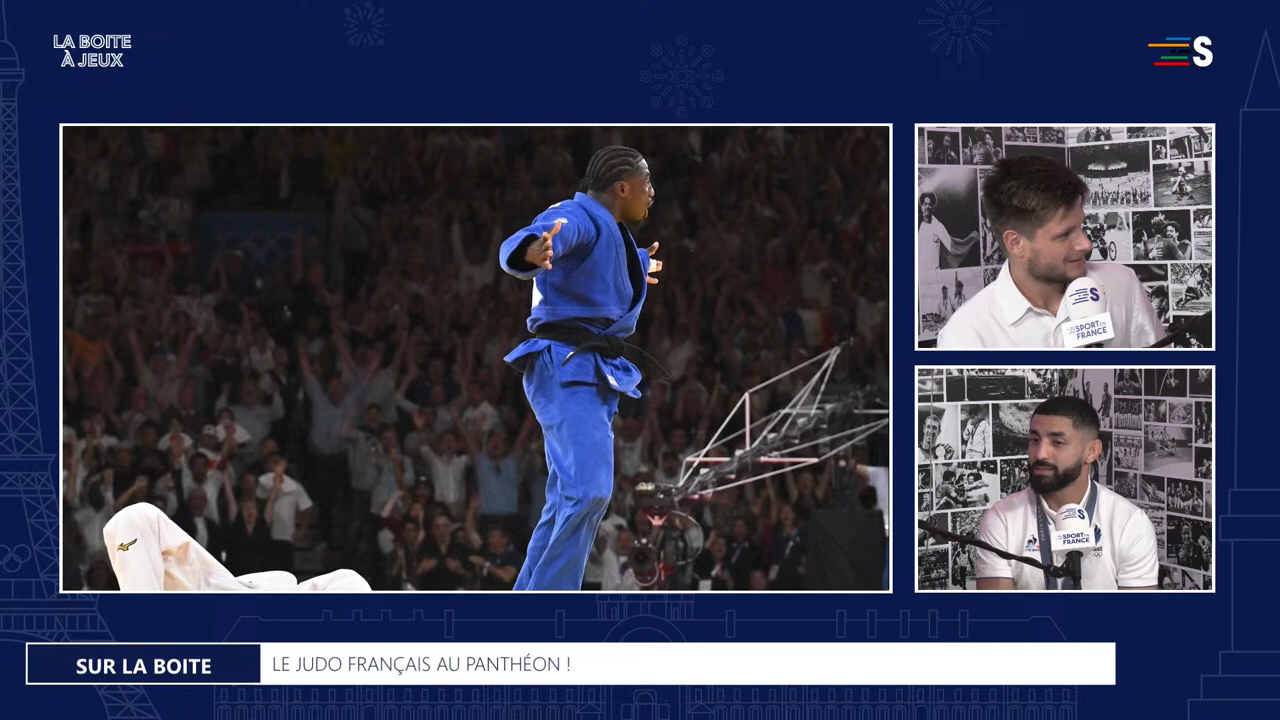 LA BOITE
À JEUX
S
S
SPORT EN
FRANCE
S
SPORT EN
FRANCE
SUR LA BOITE
LE JUDO FRANÇAIS AU PANTHÉON !